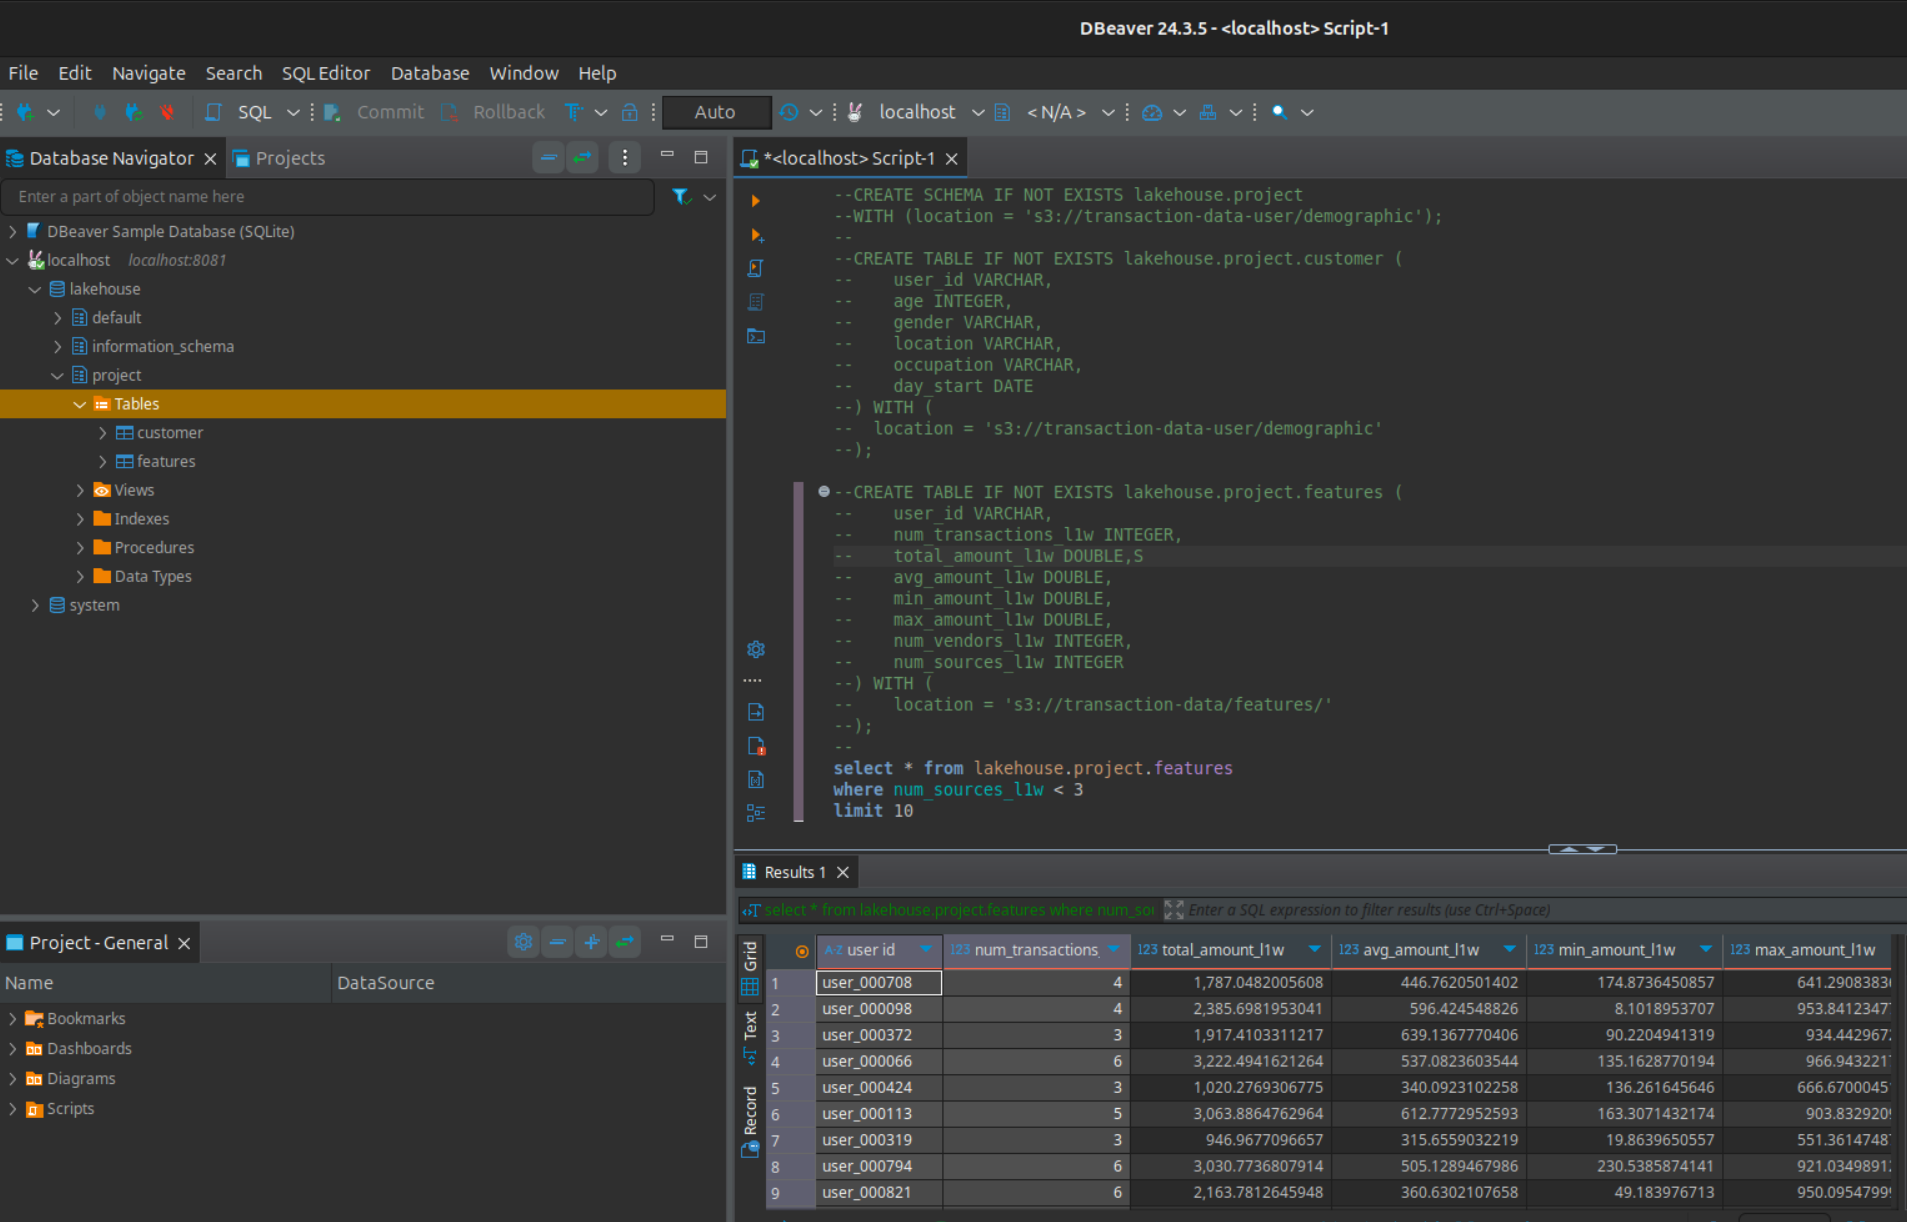 DBeaver 24.3.5 - <localhost> Script-1
File Edit Navigate Search SQL Editor Database Window Help
SQL Commit Rollback Auto localhost < N/A >
Database Navigator Projects
Enter a part of object name here
DBeaver Sample Database (SQLite)
localhost localhost:8081
lakehouse
default
information_schema
project
Tables
customer
features
Views
Indexes
Procedures
Data Types
system
Project - General
Name DataSource
Bookmarks
Dashboards
Diagrams
Scripts
*<localhost> Script-1
--CREATE SCHEMA IF NOT EXISTS lakehouse.project
--WITH (location = 's3://transaction-data-user/demographic');
--
--CREATE TABLE IF NOT EXISTS lakehouse.project.customer (
--    user_id VARCHAR,
--    age INTEGER,
--    gender VARCHAR,
--    location VARCHAR,
--    occupation VARCHAR,
--    day_start DATE
--) WITH (
--  location = 's3://transaction-data-user/demographic'
--);
--CREATE TABLE IF NOT EXISTS lakehouse.project.features (
--    user_id VARCHAR,
--    num_transactions_l1w INTEGER,
--    total_amount_l1w DOUBLE,S
--    avg_amount_l1w DOUBLE,
--    min_amount_l1w DOUBLE,
--    max_amount_l1w DOUBLE,
--    num_vendors_l1w INTEGER,
--    num_sources_l1w INTEGER
--) WITH (
--    location = 's3://transaction-data/features/'
--);
--
select * from lakehouse.project.features
where num_sources_l1w < 3
limit 10
Results 1
select * from lakehouse.project.features where num_sou Enter a SQL expression to filter results (use Ctrl+Space)
Grid
Text
Record
A-Z user id 123 num_transactions_ 123 total_amount_l1w 123 avg_amount_l1w 123 min_amount_l1w 123 max_amount_l1w
1 user_000708 4 1,787.0482005608 446.7620501402 174.8736450857 641.2908383
2 user_000098 4 2,385.6981953041 596.424548826 8.1018953707 953.8412347
3 user_000372 3 1,917.4103311217 639.1367770406 90.2204941319 934.442967
4 user_000066 6 3,222.4941621264 537.0823603544 135.1628770194 966.943221
5 user_000424 3 1,020.2769306775 340.0923102258 136.261645646 666.6700045
6 user_000113 5 3,063.8864762964 612.7772952593 163.3071432174 903.832920
7 user_000319 3 946.9677096657 315.6559032219 19.8639650557 551.3614748
8 user_000794 6 3,030.7736807914 505.1289467986 230.5385874141 921.0349891
9 user_000821 6 2,163.7812645948 360.6302107658 49.183976713 950.0954799